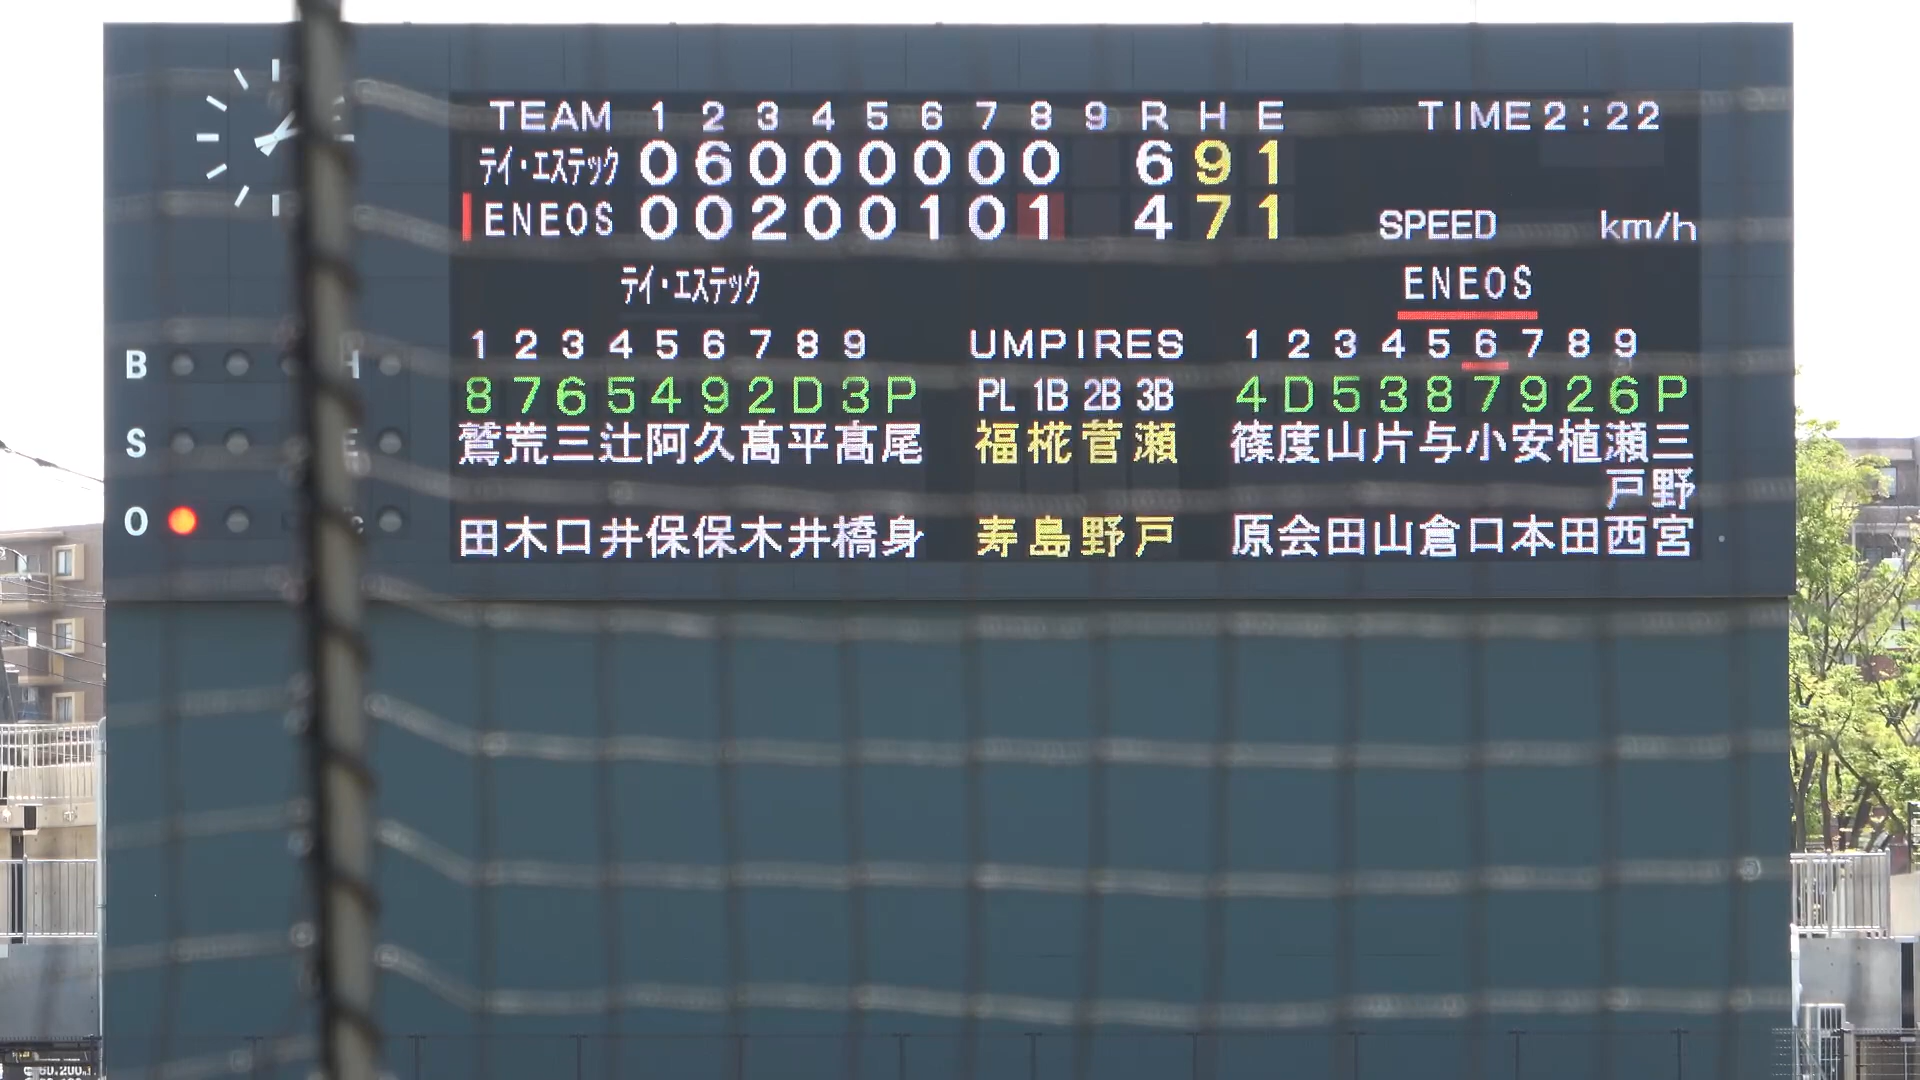 TEAM 1 2 3 4 5 6 7 8 9 R H E TIME 2:22
テイ・エステック 0 6 0 0 0 0 0 0 6 9 1
ENEOS 0 0 2 0 0 1 0 1 4 7 1 SPEED km/h
テイ・エステック ENEOS
B H 1 2 3 4 5 6 7 8 9 UMPIRES 1 2 3 4 5 6 7 8 9
8 7 6 5 4 9 2 D 3 P PL 1B 2B 3B 4 D 5 3 8 7 9 2 6 P
S E 鷲荒三辻阿久髙平髙尾 福椛菅瀬 篠度山片与小安植瀬三
戸野
O 田木口井保保木井橋身 寿島野戸 原会田山倉口本田西宮